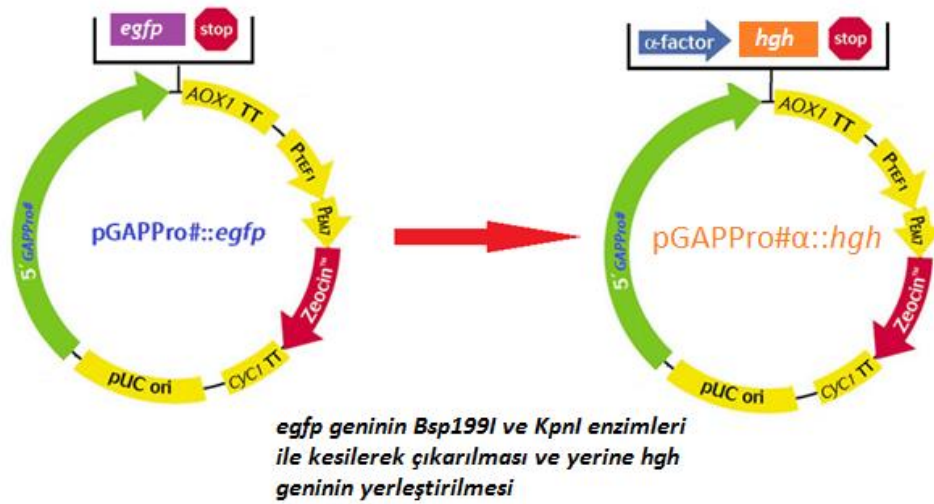 egfp stop
α-factor hgh stop
AOX1 TT
PTEF1
PEM7
Zeocin™
CYC1 TT
pUC ori
5´ GAPPro#
pGAPPro#::egfp
AOX1 TT
PTEF1
PEM7
Zeocin™
CYC1 TT
pUC ori
5´ GAPPro#
pGAPPro#α::hgh
egfp geninin Bsp199I ve KpnI enzimleri
ile kesilerek çıkarılması ve yerine hgh
geninin yerleştirilmesi